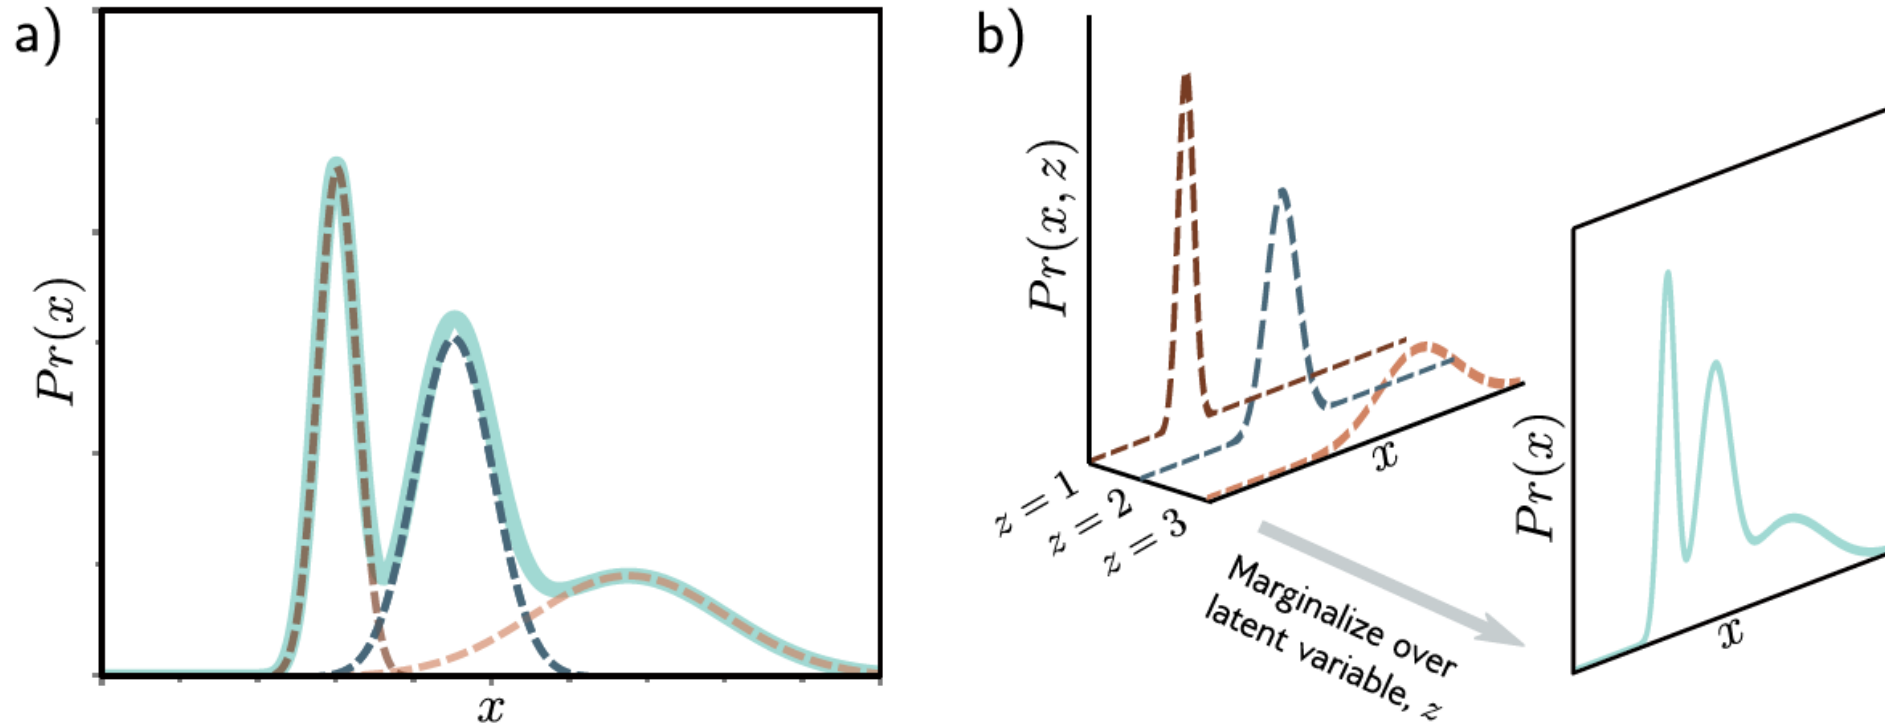 a)
Pr(x)
x
b)
Pr(x, z)
z = 1
z = 2
z = 3
x
Marginalize over
latent variable, z
Pr(x)
x